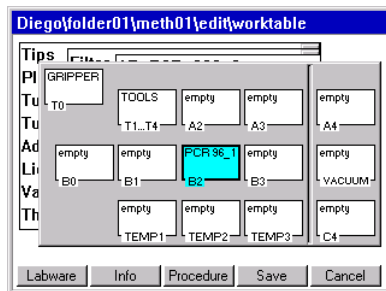 Diego\folder01\meth01\edit\worktable
Tips
Pl
Tu
Tu
Ad
Li
Va
Th
GRIPPER
T0
TOOLS
T1...T4
empty
A2
empty
A3
empty
A4
empty
B0
empty
B1
PCR 96_1
B2
empty
B3
empty
VACUUM
empty
TEMP1
empty
TEMP2
empty
TEMP3
empty
C4
Labware
Info
Procedure
Save
Cancel